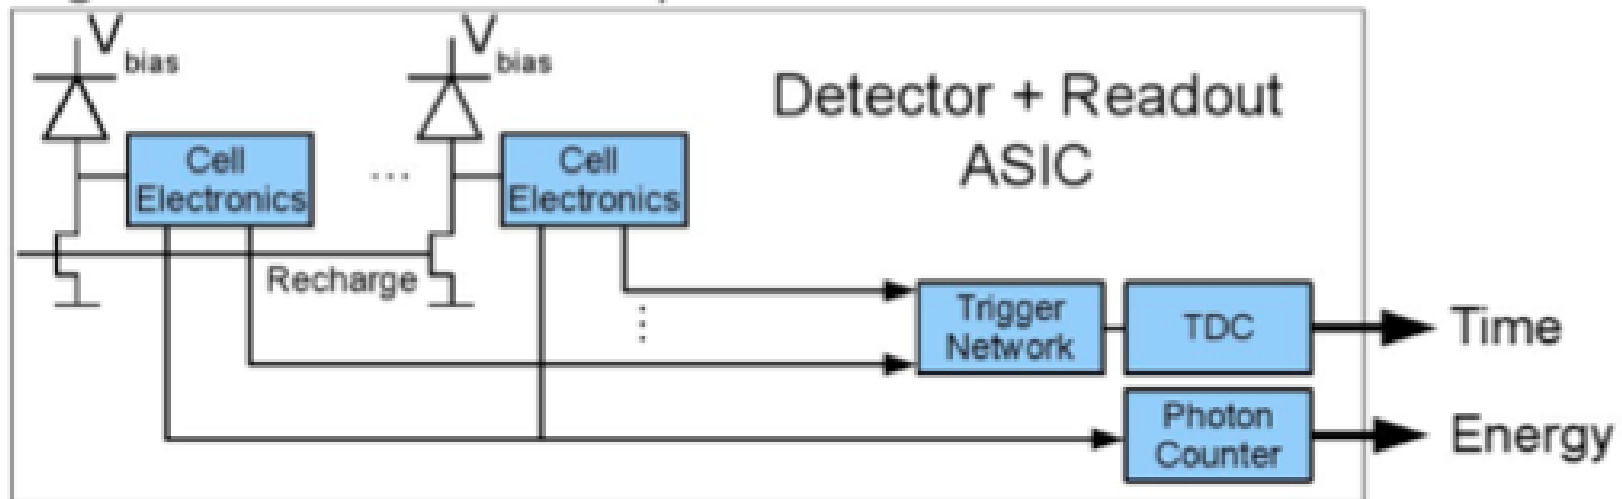 Vbias
Vbias
Detector + Readout
ASIC
Cell
Electronics
...
Cell
Electronics
Recharge
Trigger
Network
TDC
Time
Photon
Counter
Energy